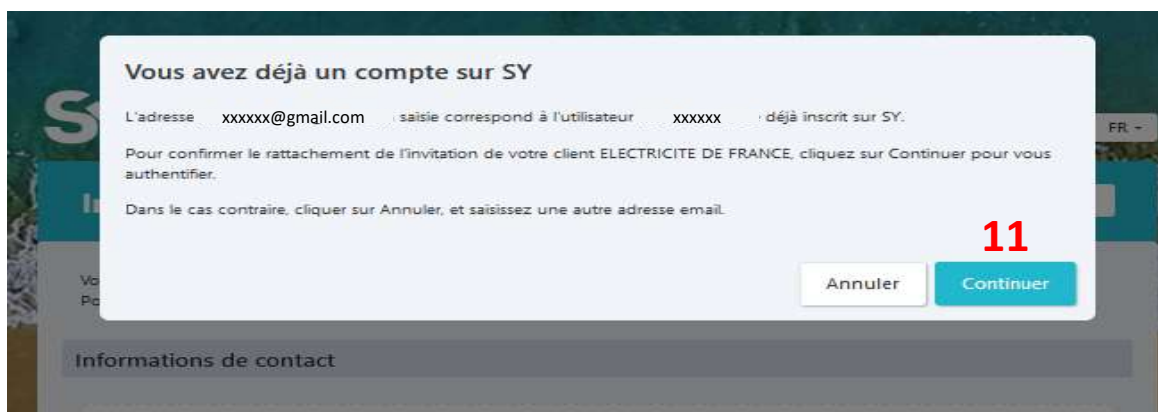 Vous avez déjà un compte sur SY
L'adresse xxxxxx@gmail.com saisie correspond à l'utilisateur xxxxxx déjà inscrit sur SY.
FR
Pour confirmer le rattachement de l'invitation de votre client ELECTRICITE DE FRANCE, cliquez sur Continuer pour vous
authentifier.
Dans le cas contraire, cliquer sur Annuler, et saisissez une autre adresse email.
11
Annuler Continuer
Vo
Po
Informations de contact